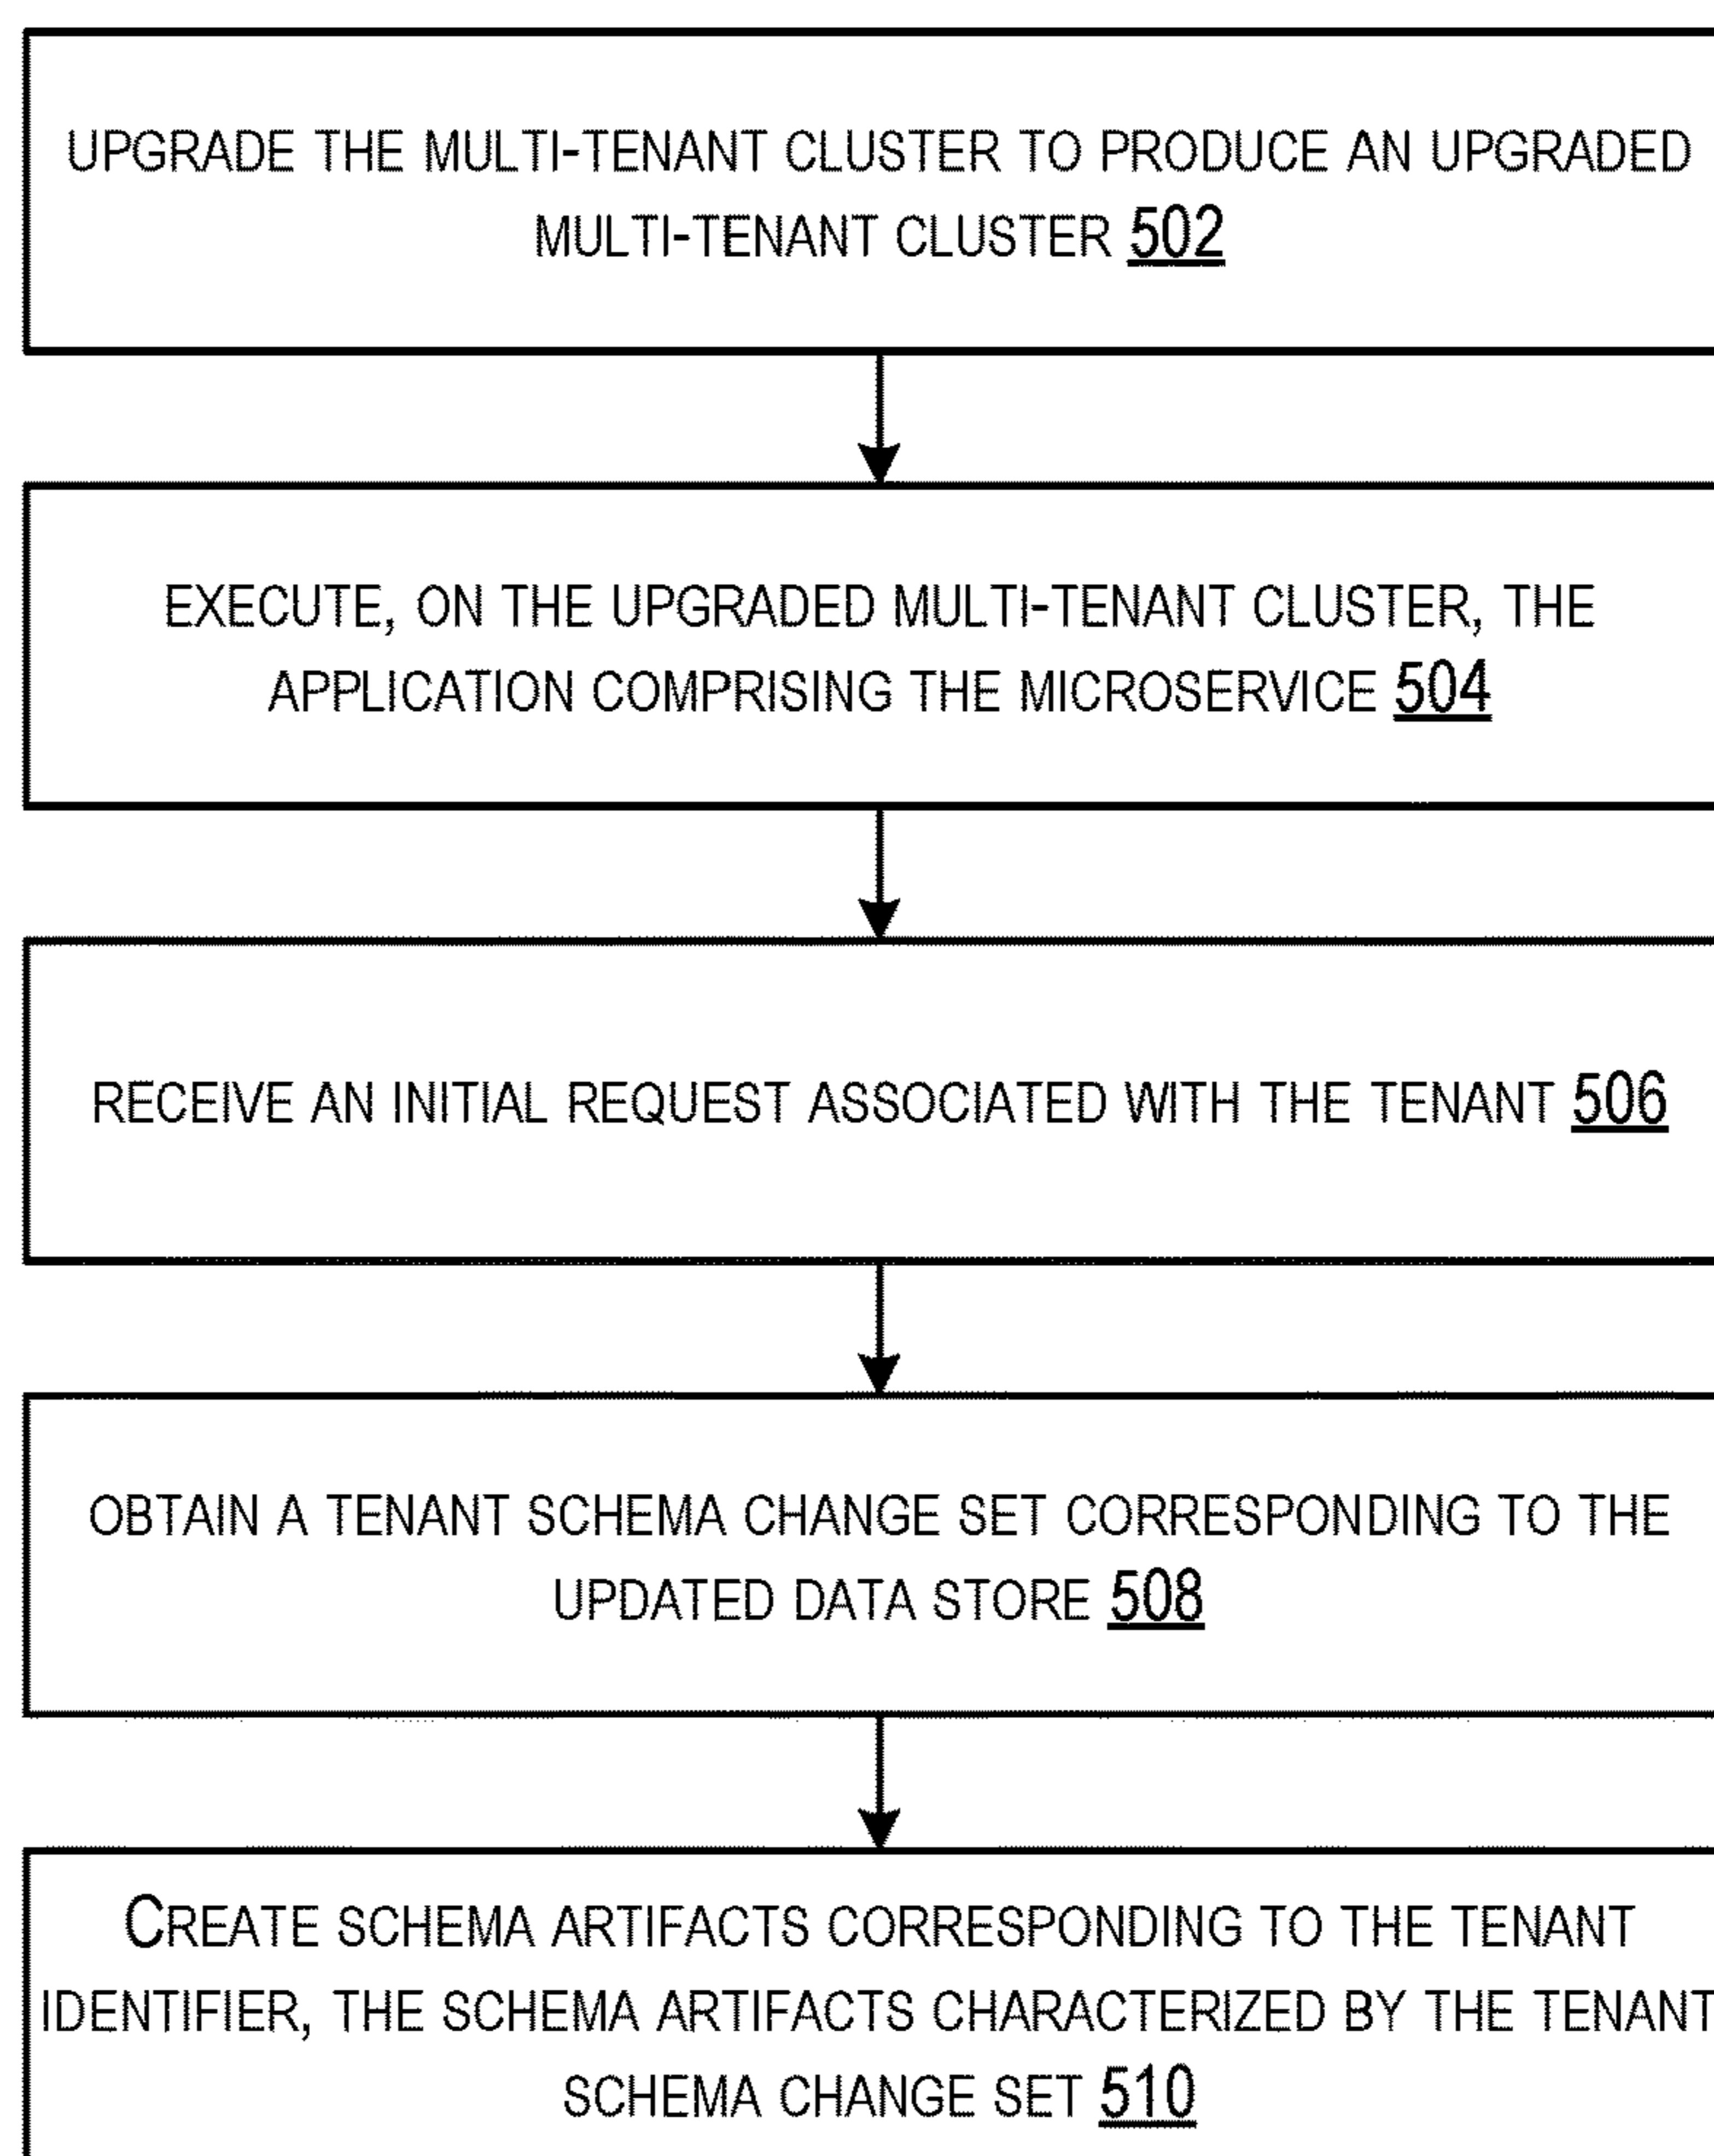 UPGRADE THE MULTI-TENANT CLUSTER TO PRODUCE AN UPGRADED
MULTI-TENANT CLUSTER 502
EXECUTE, ON THE UPGRADED MULTI-TENANT CLUSTER, THE
APPLICATION COMPRISING THE MICROSERVICE 504
RECEIVE AN INITIAL REQUEST ASSOCIATED WITH THE TENANT 506
OBTAIN A TENANT SCHEMA CHANGE SET CORRESPONDING TO THE
UPDATED DATA STORE 508
CREATE SCHEMA ARTIFACTS CORRESPONDING TO THE TENANT
IDENTIFIER, THE SCHEMA ARTIFACTS CHARACTERIZED BY THE TENANT
SCHEMA CHANGE SET 510